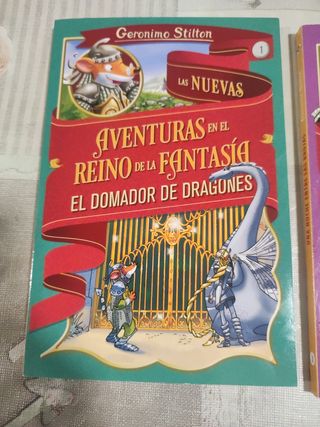 Geronimo Stilton
1
LAS NUEVAS
AVENTURAS EN EL
REINO DE LA FANTASÍA
EL DOMADOR DE DRAGONES